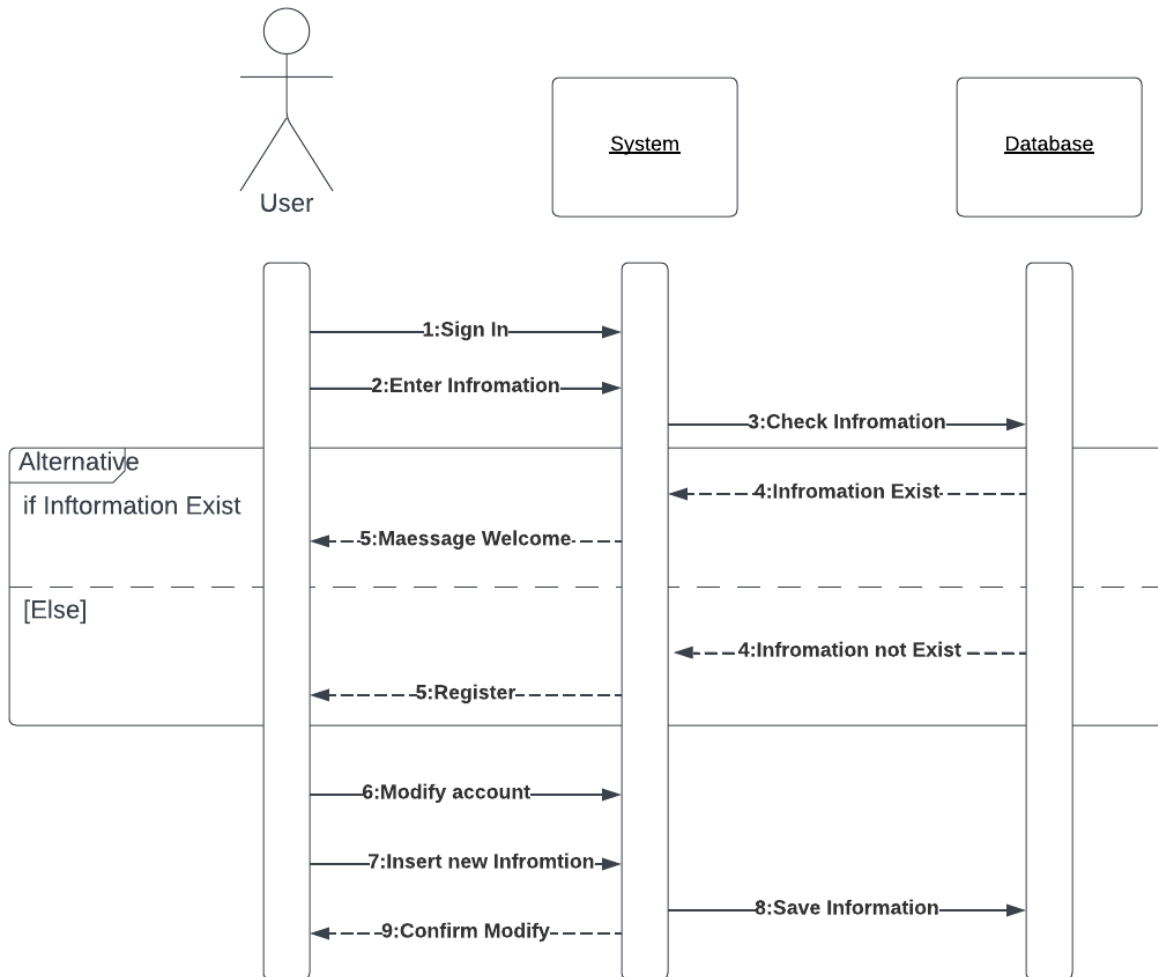 User
System
Database
1:Sign In
2:Enter Infromation
3:Check Infromation
Alternative
if Inftormation Exist
4:Infromation Exist
5:Maessage Welcome
[Else]
4:Infromation not Exist
5:Register
6:Modify account
7:Insert new Infromtion
8:Save Information
9:Confirm Modify